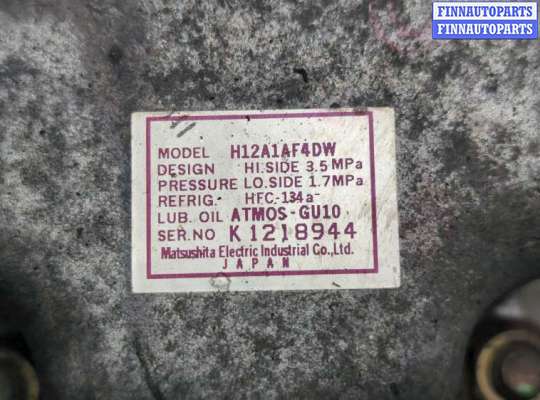 FINNAUTOPARTS
FINNAUTOPARTS
MODEL H12A1AF4DW
DESIGN HI.SIDE 3.5 MPa
PRESSURE LO.SIDE 1.7 MPa
REFRIG. HFC-134a
LUB. OIL ATMOS-GU10
SER.NO K1218944
Matsushita Electric Industrial Co.,Ltd.
JAPAN